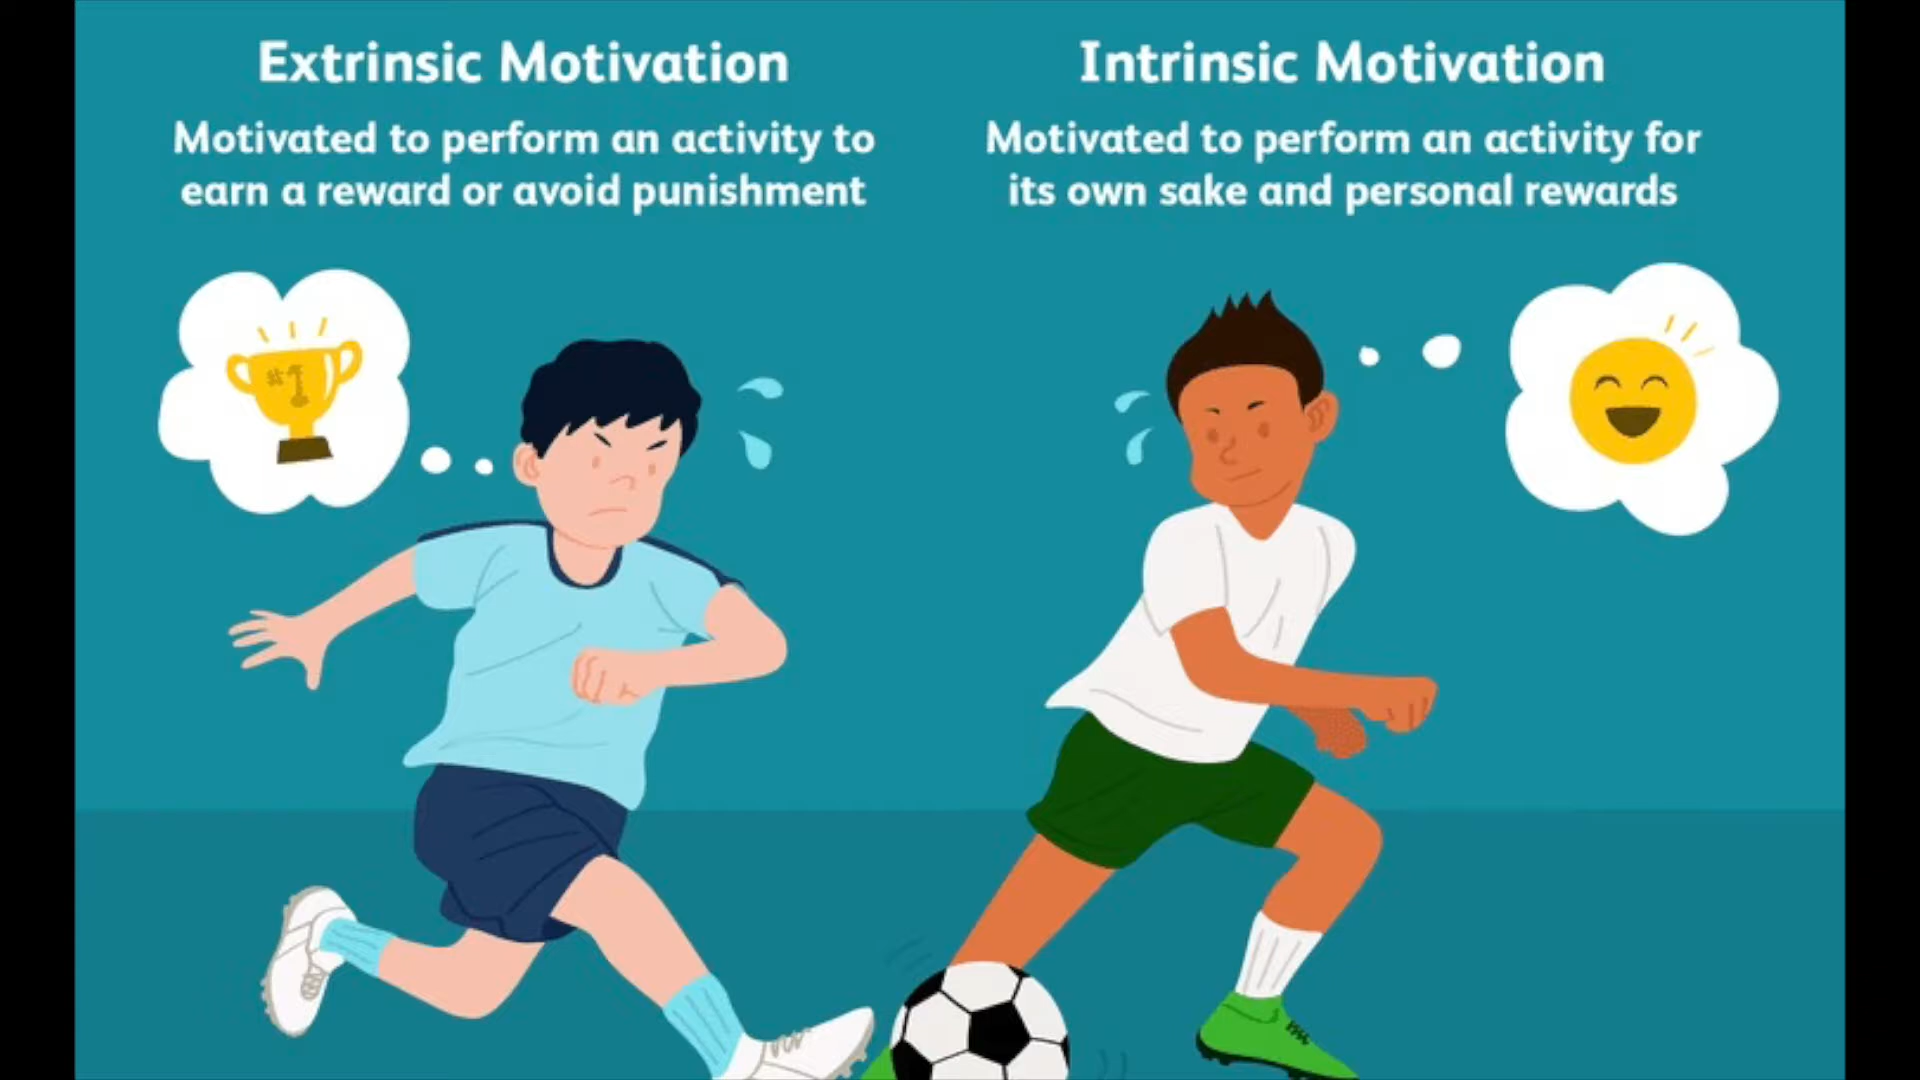 Extrinsic Motivation
Motivated to perform an activity to
earn a reward or avoid punishment
Intrinsic Motivation
Motivated to perform an activity for
its own sake and personal rewards
#1